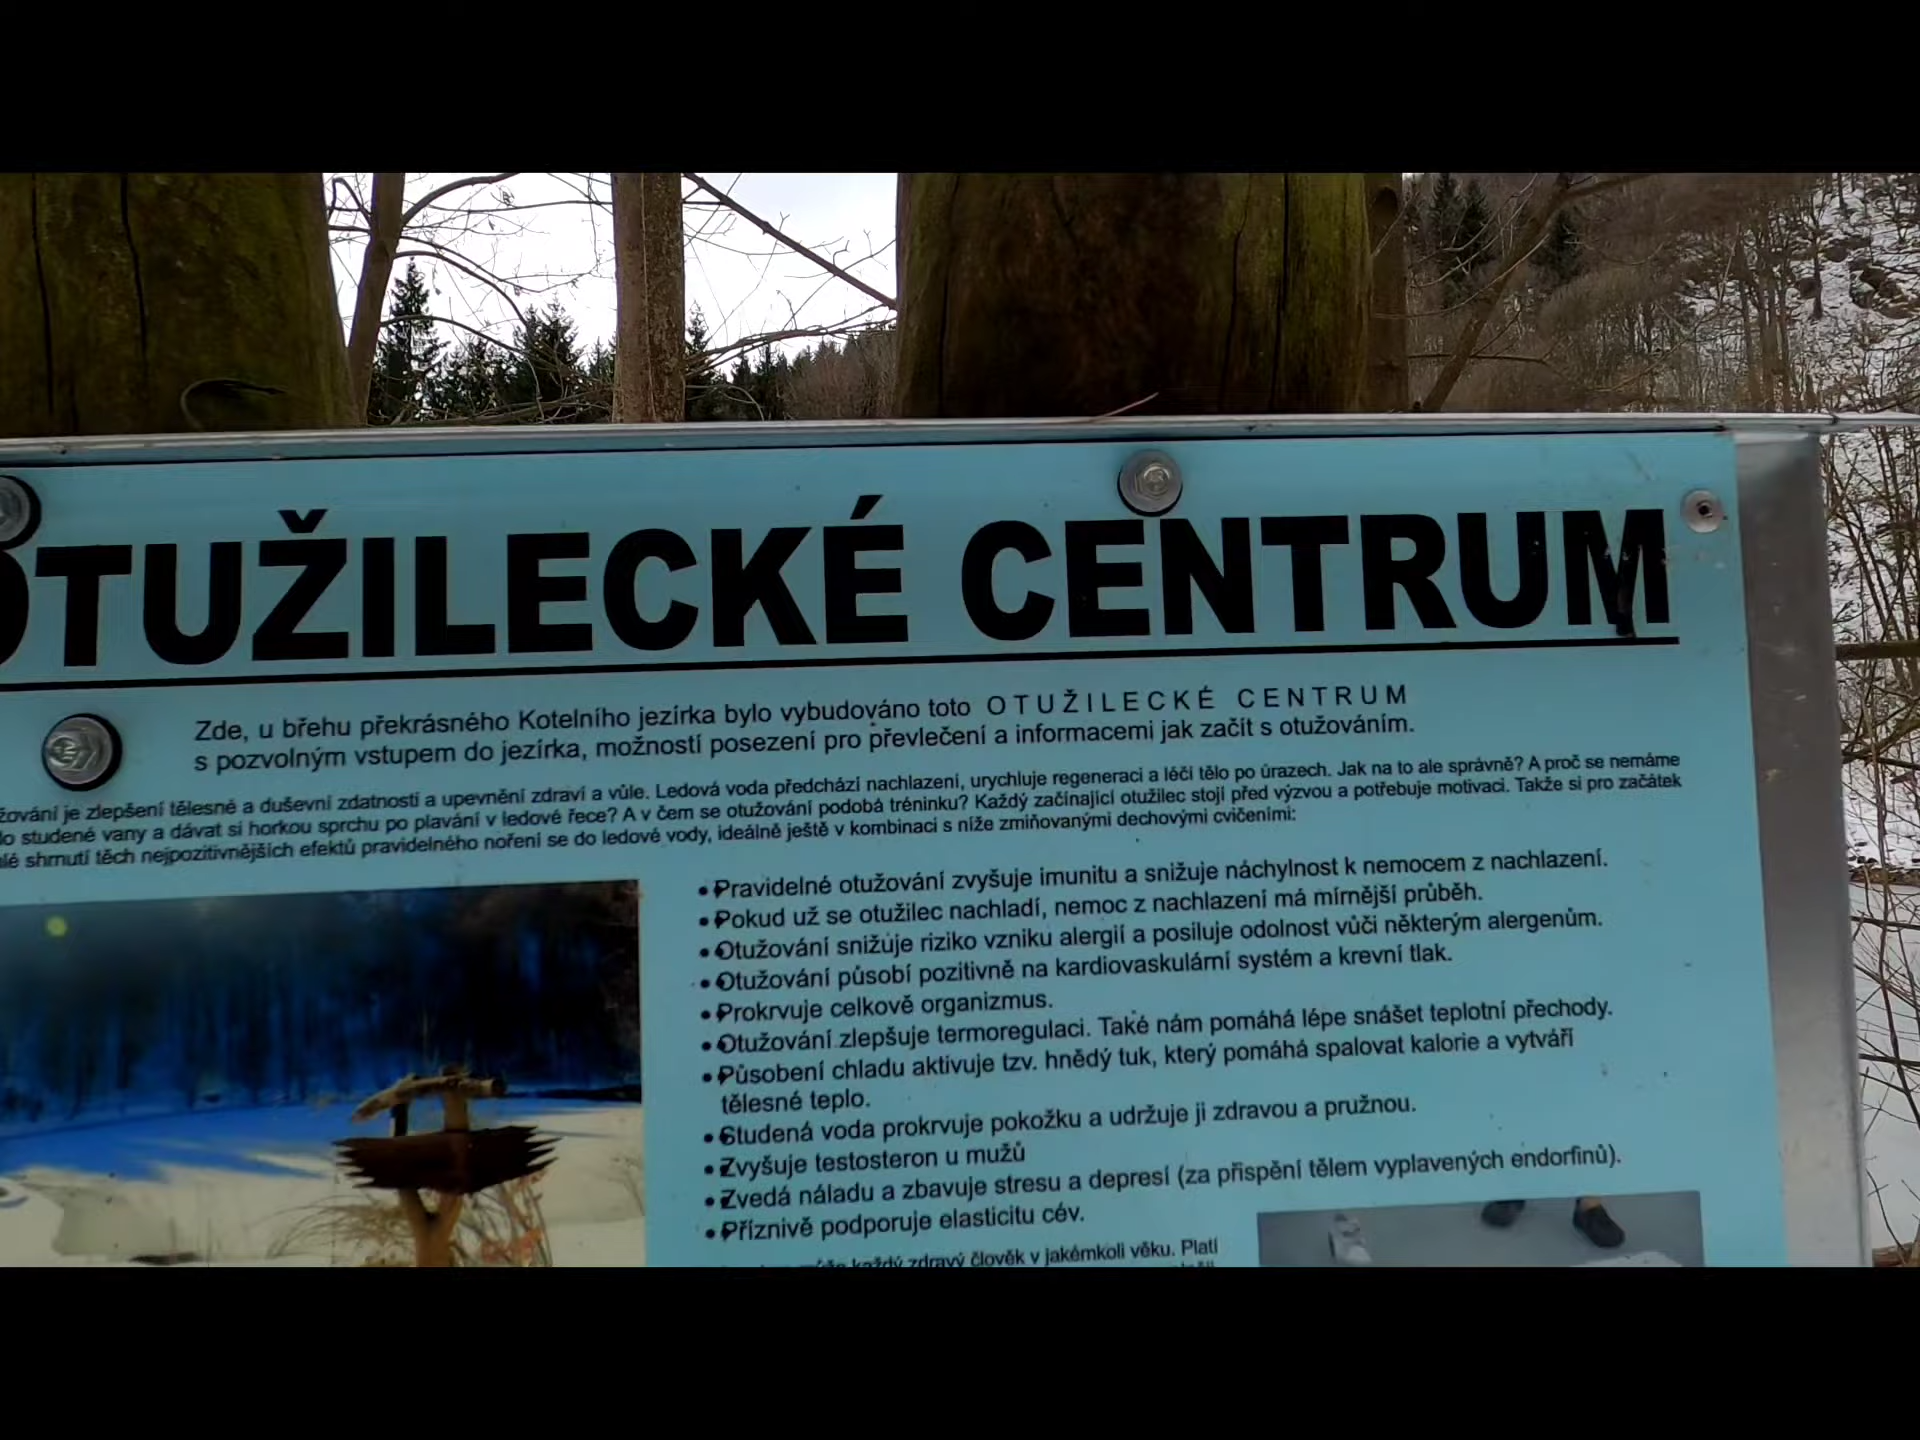 OTUŽILECKÉ CENTRUM
Zde, u břehu překrásného Kotelního jezírka bylo vybudováno toto OTUŽILECKÉ CENTRUM
s pozvolným vstupem do jezírka, možností posezení pro převlečení a informacemi jak začít s otužováním.
je zlepšení tělesné a duševní zdatnosti a upevnění zdraví a vůle. Ledová voda předchází nachlazení, urychluje regeneraci a léčí tělo po úrazech. Jak na to ale správně? A proč se nemáme
studené vany a dávat si horkou sprchu po plavání v ledové řece? A v čem se otužování podobá tréninku? Každý začínající otužilec stojí před výzvou a potřebuje motivaci. Takže si pro začátek
shrnutí těch nejpozitivnějších efektů pravidelného noření se do ledové vody, ideálně ještě v kombinaci s níže zmiňovanými dechovými cvičeními:
•Pravidelné otužování zvyšuje imunitu a snižuje náchylnost k nemocem z nachlazení.
•Pokud už se otužilec nachladí, nemoc z nachlazení má mírnější průběh.
•Otužování snižuje riziko vzniku alergií a posiluje odolnost vůči některým alergenům.
•Otužování působí pozitivně na kardiovaskulární systém a krevní tlak.
•Prokrvuje celkově organizmus.
•Otužování zlepšuje termoregulaci. Také nám pomáhá lépe snášet teplotní přechody.
•Působení chladu aktivuje tzv. hnědý tuk, který pomáhá spalovat kalorie a vytváří
tělesné teplo.
•Studená voda prokrvuje pokožku a udržuje ji zdravou a pružnou.
•Zvyšuje testosteron u mužů
•Zvedá náladu a zbavuje stresu a depresí (za přispění tělem vyplavených endorfinů).
•Příznivě podporuje elasticitu cév.
každý zdravý člověk v jakémkoli věku. Platí